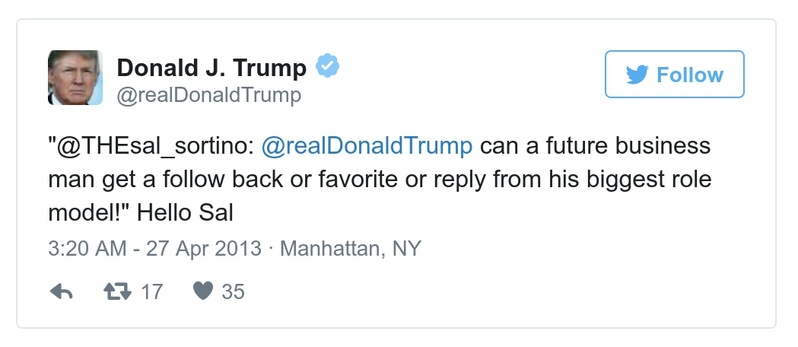 Donald J. Trump
@realDonaldTrump
Follow
"@THEsal_sortino: @realDonaldTrump can a future business
man get a follow back or favorite or reply from his biggest role
model!" Hello Sal
3:20 AM - 27 Apr 2013 · Manhattan, NY
17 35